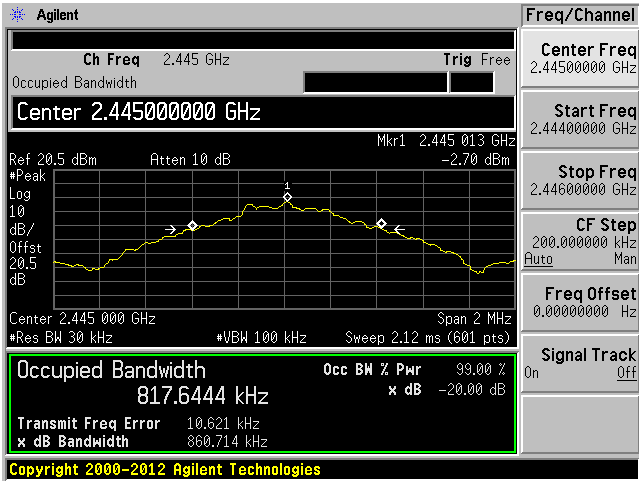 Agilent
Freq/Channel
Ch Freq 2.445 GHz Trig Free
Occupied Bandwidth
Center 2.445000000 GHz
Mkr1 2.445 013 GHz
Ref 20.5 dBm Atten 10 dB -2.70 dBm
#Peak
Log
10
dB/
Offst
20.5
dB
1
Center 2.445 000 GHz Span 2 MHz
#Res BW 30 kHz #VBW 100 kHz Sweep 2.12 ms (601 pts)
Occupied Bandwidth
817.6444 kHz
Occ BW % Pwr 99.00 %
x dB -20.00 dB
Transmit Freq Error 10.621 kHz
x dB Bandwidth 860.714 kHz
Copyright 2000-2012 Agilent Technologies
Center Freq
2.44500000 GHz
Start Freq
2.44400000 GHz
Stop Freq
2.44600000 GHz
CF Step
200.000000 kHz
Auto Man
Freq Offset
0.00000000 Hz
Signal Track
On Off